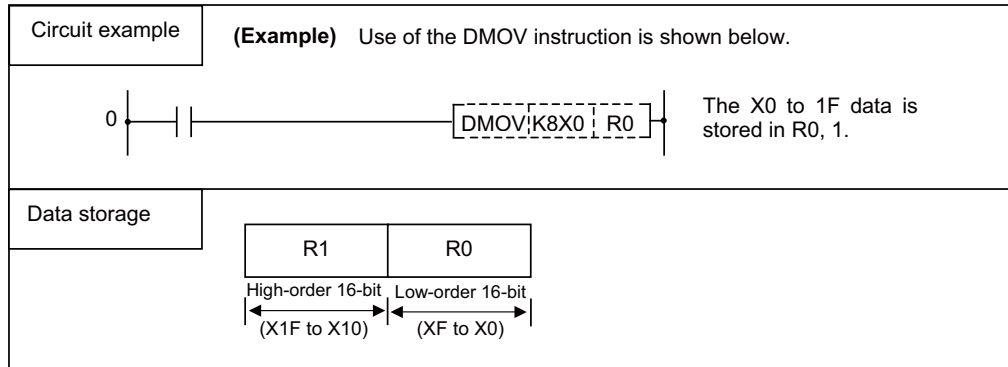 Circuit example
(Example) Use of the DMOV instruction is shown below.
0
DMOV K8X0 R0
The X0 to 1F data is
stored in R0, 1.
Data storage
R1 R0
High-order 16-bit Low-order 16-bit
(X1F to X10) (XF to X0)